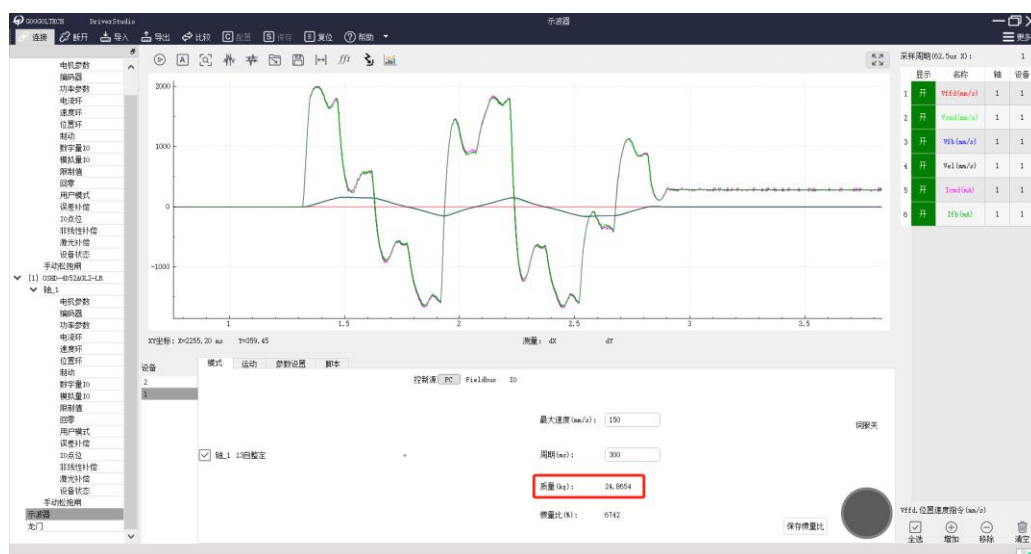 GOOGOLTECH DriverStudio 示波器
连接 断开 导入 导出 比较 配置 保存 复位 帮助 更多
电机参数
编码器
功率参数
电流环
速度环
位置环
制动
数字量IO
模拟量IO
限制值
回零
用户模式
误差补偿
IO点位
非线性补偿
激光补偿
设备状态
手动松抱闸
轴_1
电机参数
编码器
功率参数
电流环
速度环
位置环
制动
数字量IO
模拟量IO
限制值
回零
用户模式
误差补偿
IO点位
非线性补偿
激光补偿
设备状态
手动松抱闸
示波器
龙门
fft
2000
1000
0
-1000
1 1.5 2 2.5 3 3.5
XY坐标: X=2255.20 ms Y=359.45 测量: dX dY
设备 模式 运动 参数设置 脚本
2
1
控制源 PC Fieldbus IO
最大速度(mm/s): 150
伺服关
轴_1 13自整定
周期(ms): 300
质量(kg): 24.8654
惯量比(%): 6742
保存惯量比
采样周期(62.5us X): 1
显示 名称 轴 设备
1 开 Vffd(mm/s) 1 1
2 开 Vcmd(mm/s) 1 1
3 开 Vfb(mm/s) 1 1
4 开 Vel(mm/s) 1 1
5 开 Icmd(mA) 1 1
6 开 Ifb(mA) 1 1
Vffd.位置速度指令(mm/s)
全选 增加 移除 清空